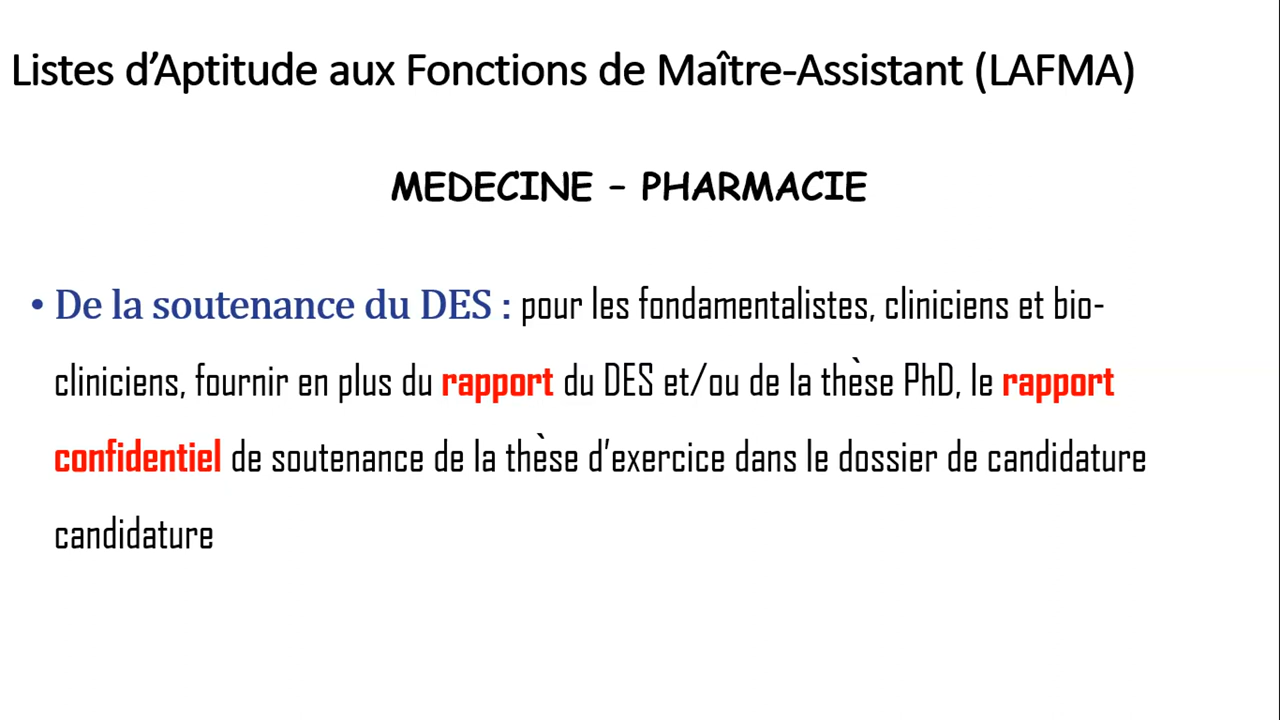 Listes d’Aptitude aux Fonctions de Maître-Assistant (LAFMA)
MEDECINE – PHARMACIE
• De la soutenance du DES : pour les fondamentalistes, cliniciens et bio-
cliniciens, fournir en plus du rapport du DES et/ou de la thèse PhD, le rapport
confidentiel de soutenance de la thèse d’exercice dans le dossier de candidature
candidature